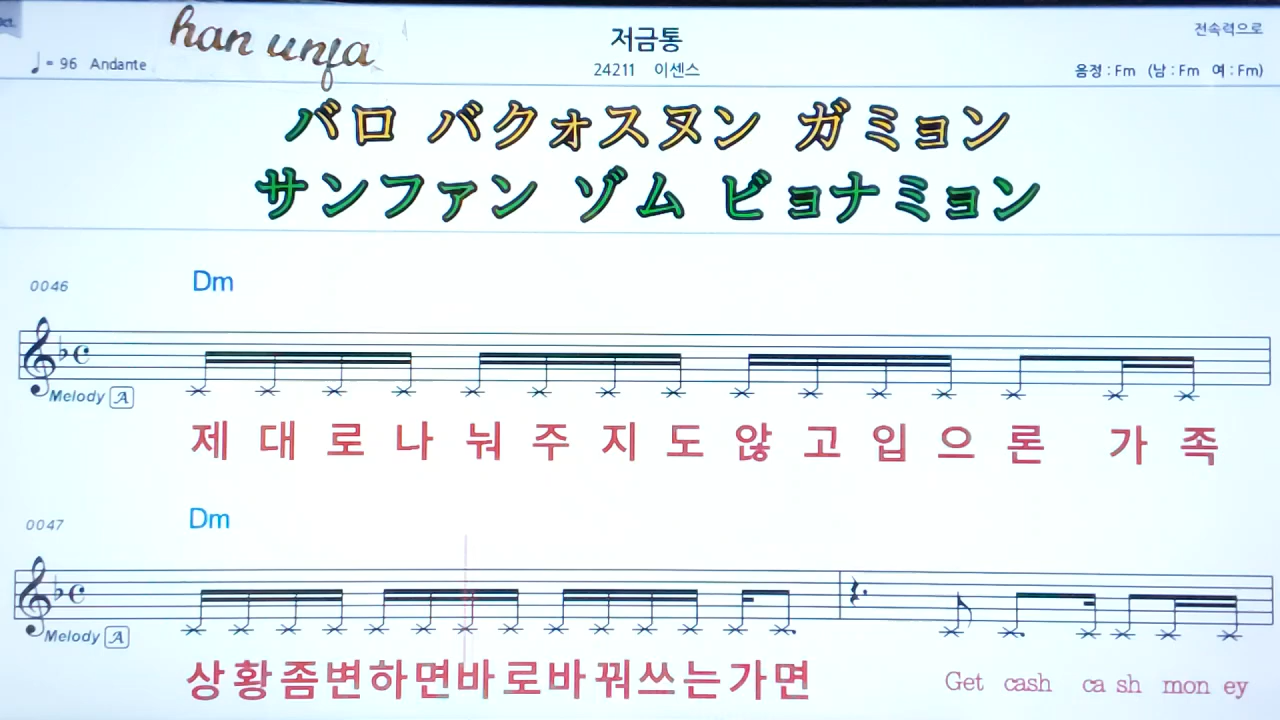 han unfa
저금통
전속력으로
♩= 96 Andante
24211 이센스
음정 : Fm (남 : Fm 여 : Fm)
バロ バクォスヌン ガミョン
サンファン ゾム ビョナミョン
0046
Dm
Melody A
제 대 로 나 눠 주 지 도 않 고 입 으 론 가 족
0047
Dm
Melody A
상 황 좀 변 하 면 바 로 바 꿔 쓰 는 가 면 Get cash ca sh mon ey